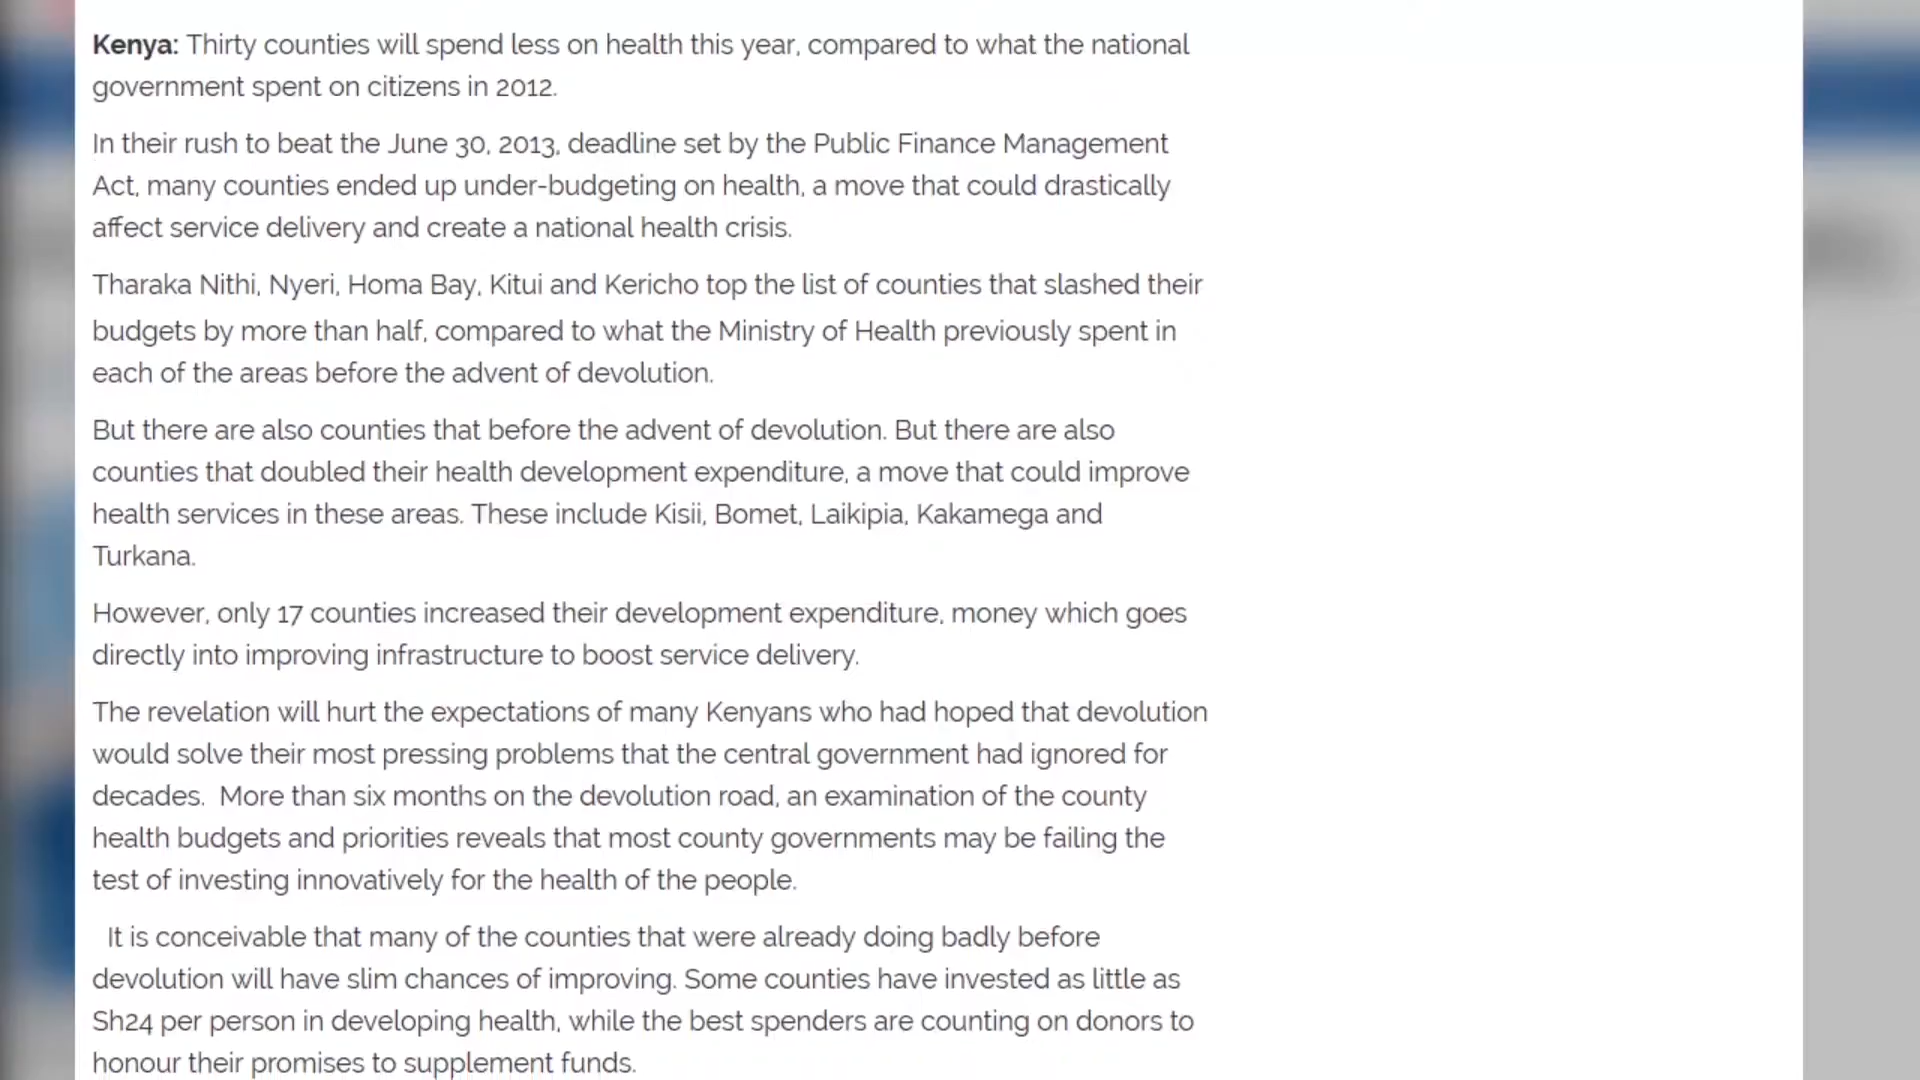 Kenya: Thirty counties will spend less on health this year, compared to what the national
government spent on citizens in 2012.
In their rush to beat the June 30, 2013, deadline set by the Public Finance Management
Act, many counties ended up under-budgeting on health, a move that could drastically
affect service delivery and create a national health crisis.
Tharaka Nithi, Nyeri, Homa Bay, Kitui and Kericho top the list of counties that slashed their
budgets by more than half, compared to what the Ministry of Health previously spent in
each of the areas before the advent of devolution.
But there are also counties that before the advent of devolution. But there are also
counties that doubled their health development expenditure, a move that could improve
health services in these areas. These include Kisii, Bomet, Laikipia, Kakamega and
Turkana.
However, only 17 counties increased their development expenditure, money which goes
directly into improving infrastructure to boost service delivery.
The revelation will hurt the expectations of many Kenyans who had hoped that devolution
would solve their most pressing problems that the central government had ignored for
decades.  More than six months on the devolution road, an examination of the county
health budgets and priorities reveals that most county governments may be failing the
test of investing innovatively for the health of the people.
It is conceivable that many of the counties that were already doing badly before
devolution will have slim chances of improving. Some counties have invested as little as
Sh24 per person in developing health, while the best spenders are counting on donors to
honour their promises to supplement funds.